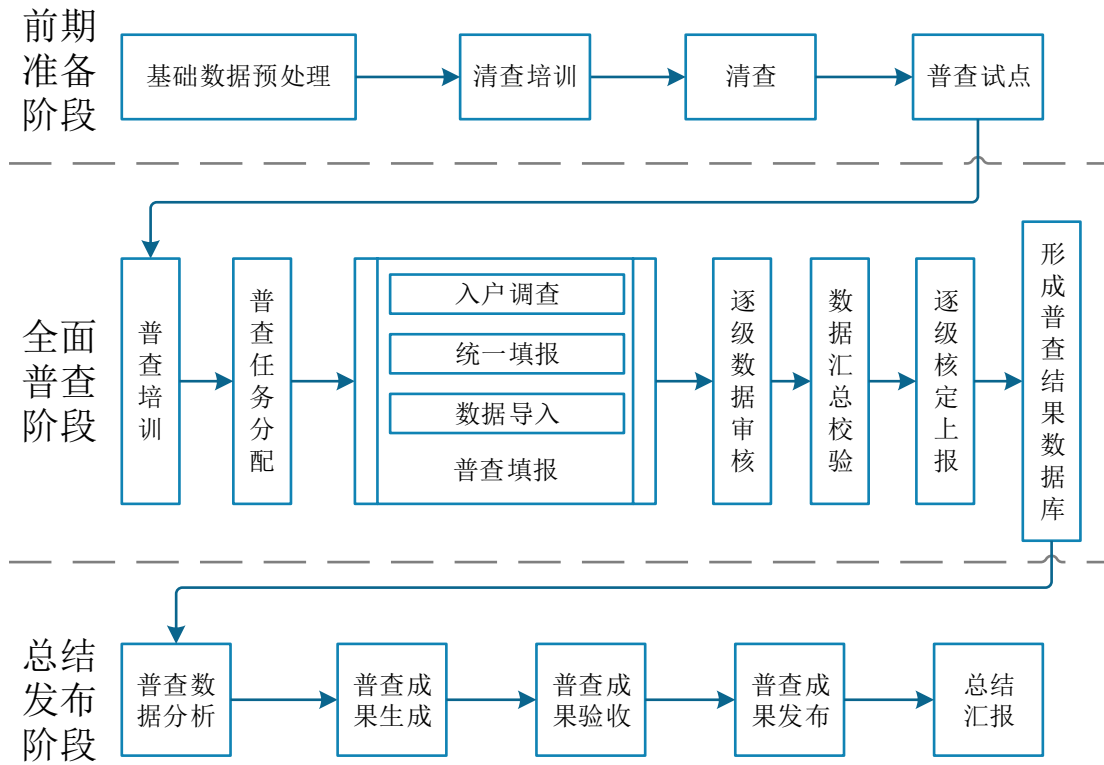 前期
准备
阶段
基础数据预处理
清查培训
清查
普查试点
全面
普查
阶段
普查培训
普查任务分配
入户调查
统一填报
数据导入
普查填报
逐级数据审核
数据汇总校验
逐级核定上报
形成普查结果数据库
总结
发布
阶段
普查数
据分析
普查成
果生成
普查成
果验收
普查成
果发布
总结
汇报